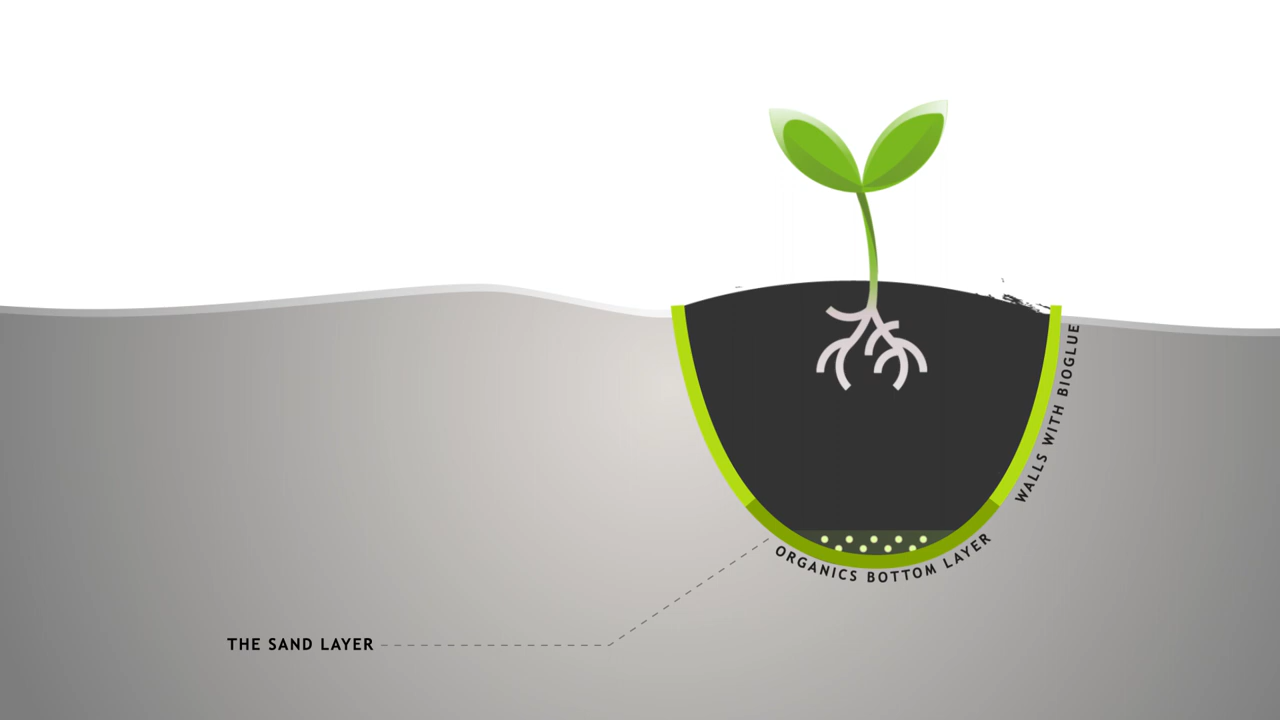 WALLS WITH BIOGLUE
ORGANICS BOTTOM LAYER
THE SAND LAYER